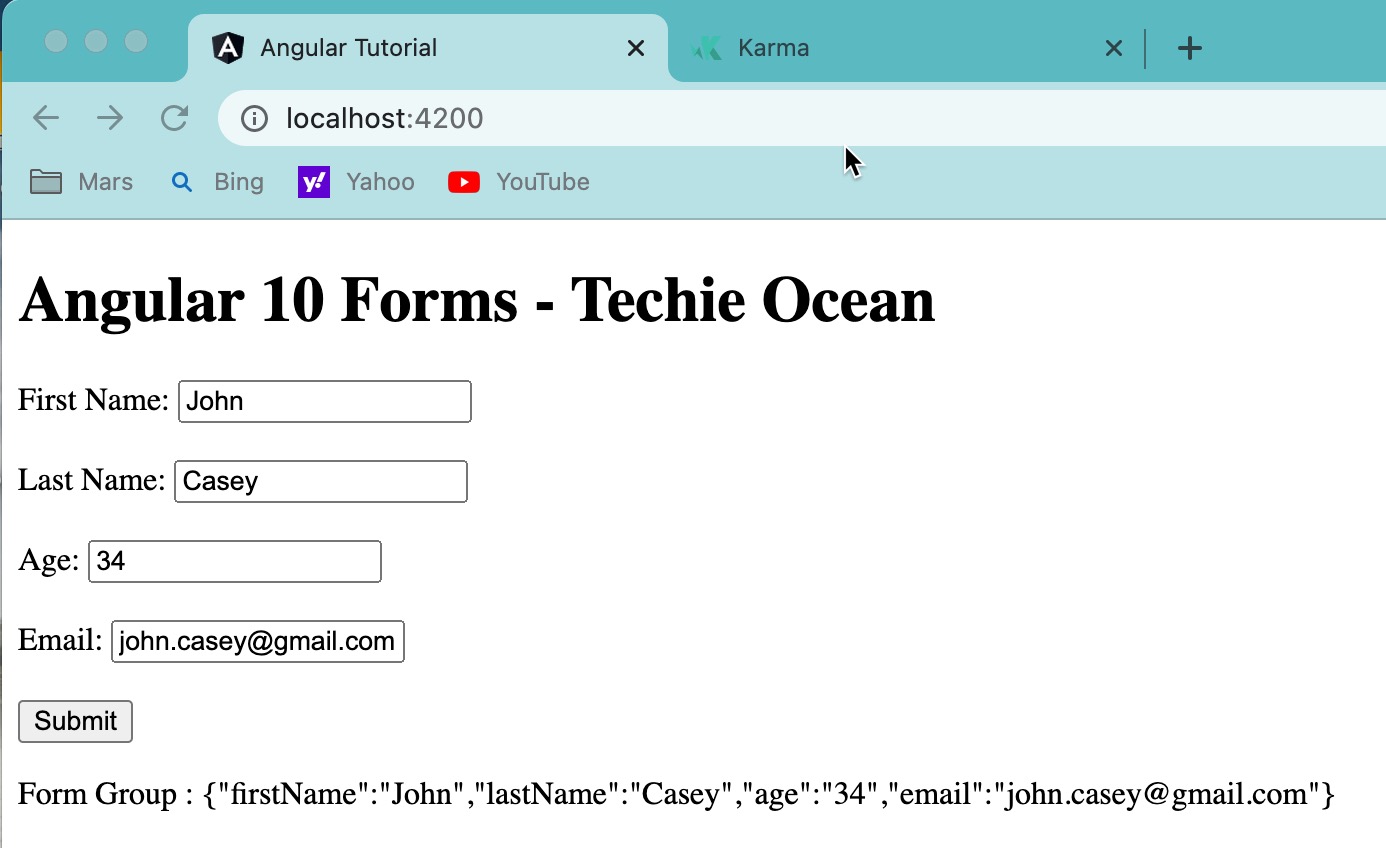 Angular Tutorial Karma
localhost:4200
Mars Bing y! Yahoo YouTube
Angular 10 Forms - Techie Ocean
First Name: John
Last Name: Casey
Age: 34
Email: john.casey@gmail.com
Submit
Form Group : {"firstName":"John","lastName":"Casey","age":"34","email":"john.casey@gmail.com"}